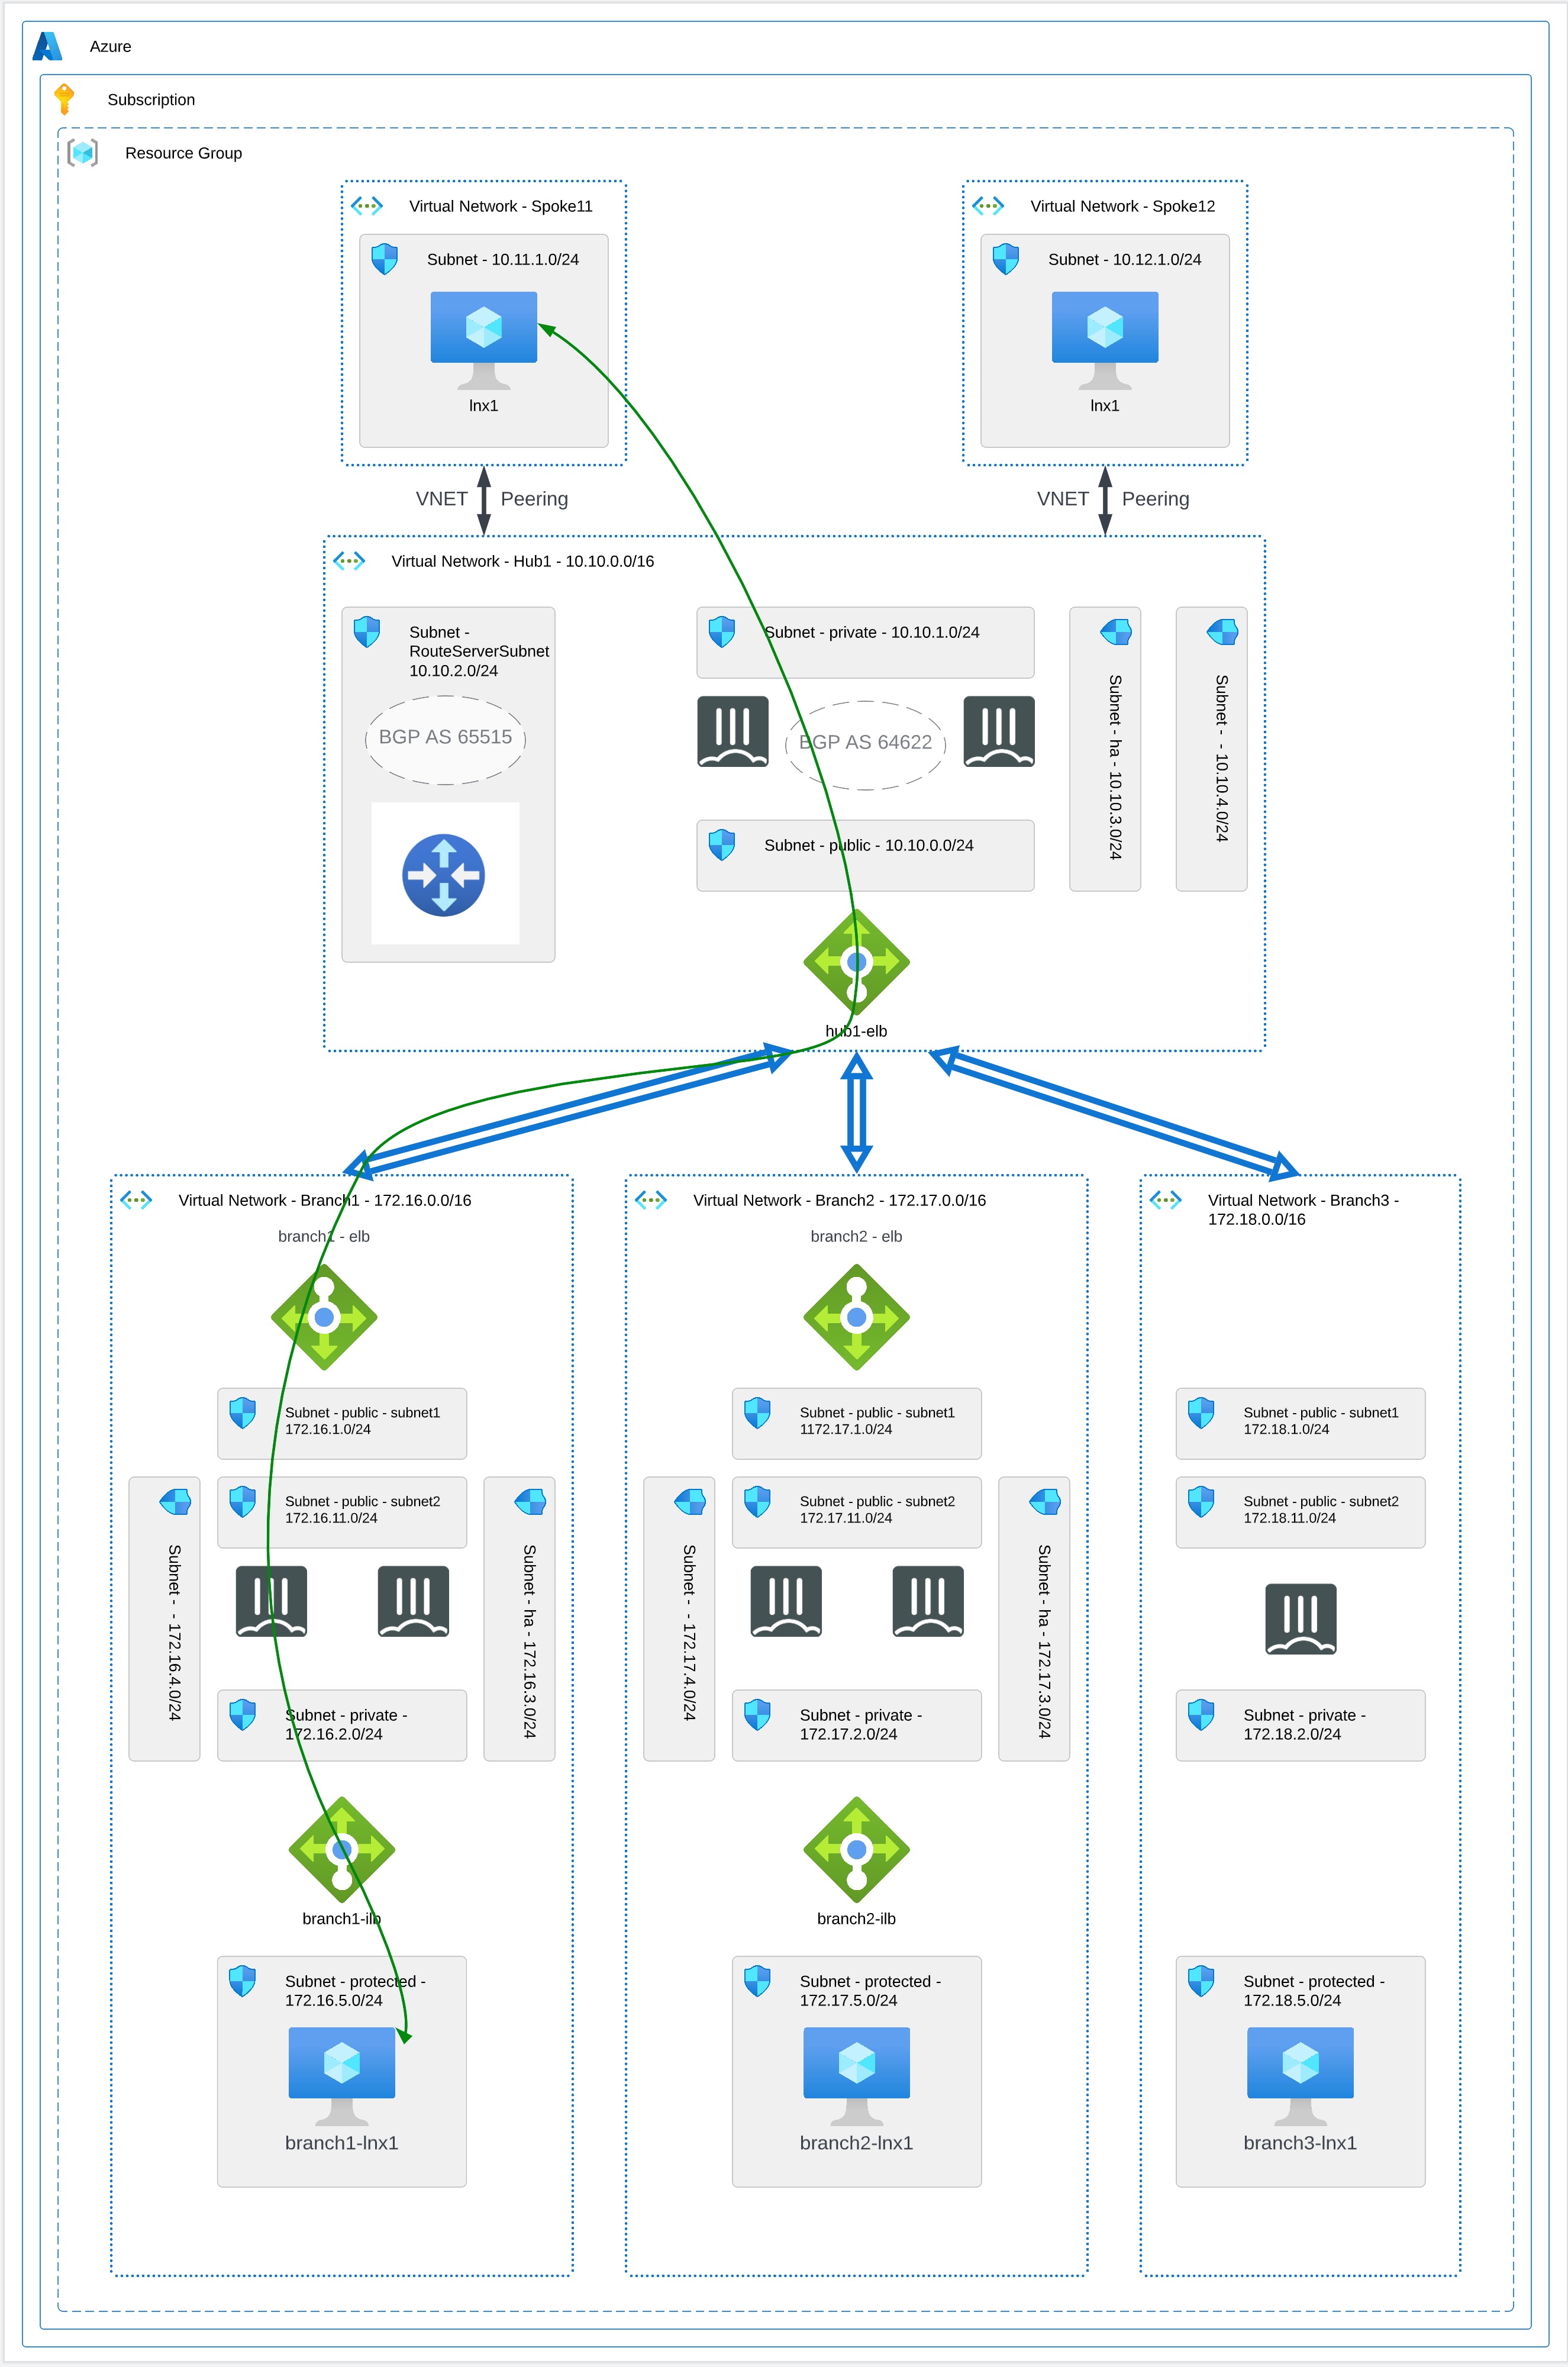 Azure
Subscription
Resource Group
Virtual Network - Spoke11
Subnet - 10.11.1.0/24
lnx1
Virtual Network - Spoke12
Subnet - 10.12.1.0/24
lnx1
VNET
Peering
VNET
Peering
Virtual Network - Hub1 - 10.10.0.0/16
Subnet -
RouteServerSubnet
10.10.2.0/24
BGP AS 65515
Subnet - private - 10.10.1.0/24
BGP AS 64622
Subnet - public - 10.10.0.0/24
Subnet - ha - 10.10.3.0/24
Subnet -  - 10.10.4.0/24
hub1-elb
Virtual Network - Branch1 - 172.16.0.0/16
branch1 - elb
Subnet - public - subnet1
172.16.1.0/24
Subnet - public - subnet2
172.16.11.0/24
Subnet -  - 172.16.4.0/24
Subnet - ha - 172.16.3.0/24
Subnet - private -
172.16.2.0/24
branch1-ilb
Subnet - protected -
172.16.5.0/24
branch1-lnx1
Virtual Network - Branch2 - 172.17.0.0/16
branch2 - elb
Subnet - public - subnet1
1172.17.1.0/24
Subnet - public - subnet2
172.17.11.0/24
Subnet -  - 172.17.4.0/24
Subnet - ha - 172.17.3.0/24
Subnet - private -
172.17.2.0/24
branch2-ilb
Subnet - protected -
172.17.5.0/24
branch2-lnx1
Virtual Network - Branch3 -
172.18.0.0/16
Subnet - public - subnet1
172.18.1.0/24
Subnet - public - subnet2
172.18.11.0/24
Subnet - private -
172.18.2.0/24
Subnet - protected -
172.18.5.0/24
branch3-lnx1